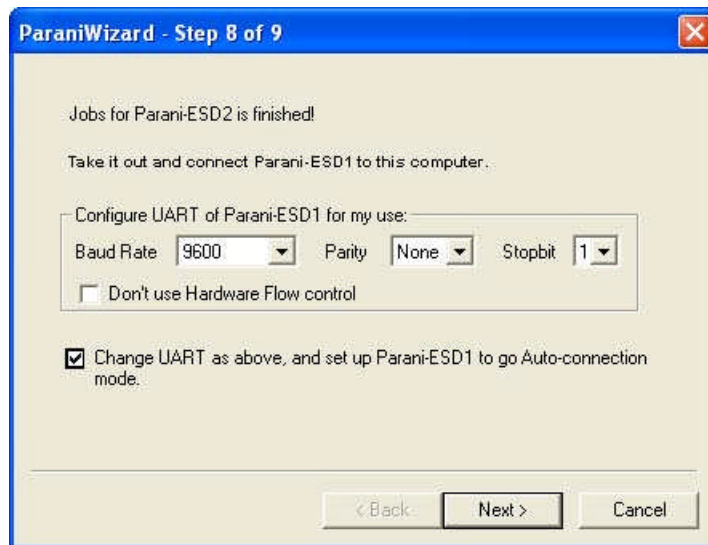 ParaniWizard - Step 8 of 9
Jobs for Parani-ESD2 is finished!
Take it out and connect Parani-ESD1 to this computer.
Configure UART of Parani-ESD1 for my use:
Baud Rate 9600 Parity None Stopbit 1
Don't use Hardware Flow control
Change UART as above, and set up Parani-ESD1 to go Auto-connection
mode.
< Back Next > Cancel